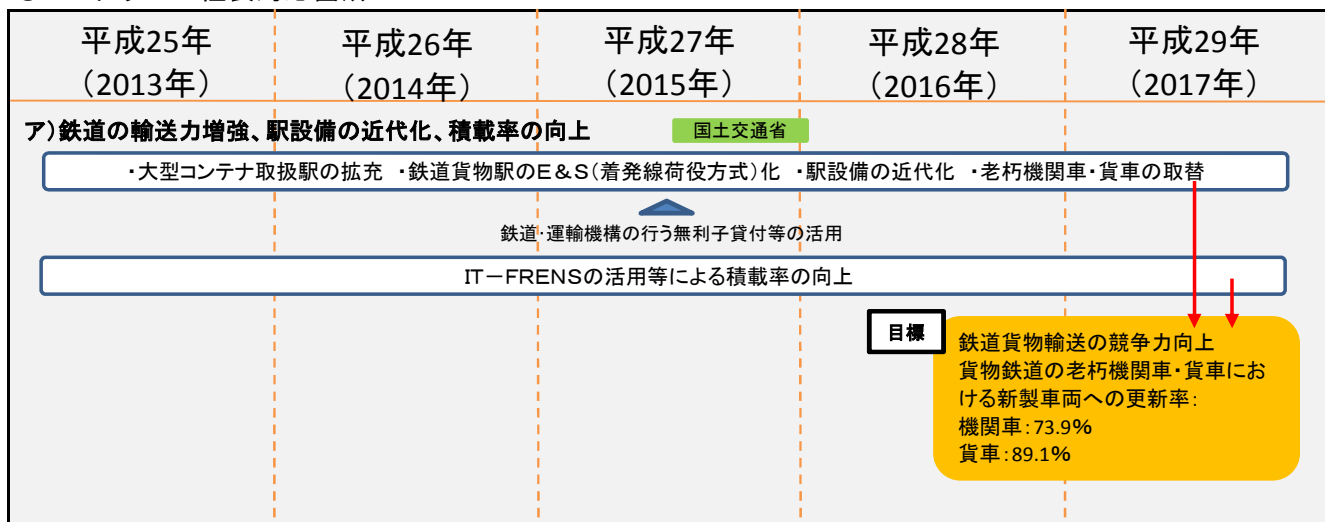 平成25年
(2013年)
平成26年
(2014年)
平成27年
(2015年)
平成28年
(2016年)
平成29年
(2017年)
ア)鉄道の輸送力増強、駅設備の近代化、積載率の向上
国土交通省
・大型コンテナ取扱駅の拡充 ・鉄道貨物駅のE&S(着発線荷役方式)化 ・駅設備の近代化 ・老朽機関車・貨車の取替
鉄道・運輸機構の行う無利子貸付等の活用
IT-FRENSの活用等による積載率の向上
目標
鉄道貨物輸送の競争力向上
貨物鉄道の老朽機関車・貨車にお
ける新製車両への更新率:
機関車:73.9%
貨車:89.1%